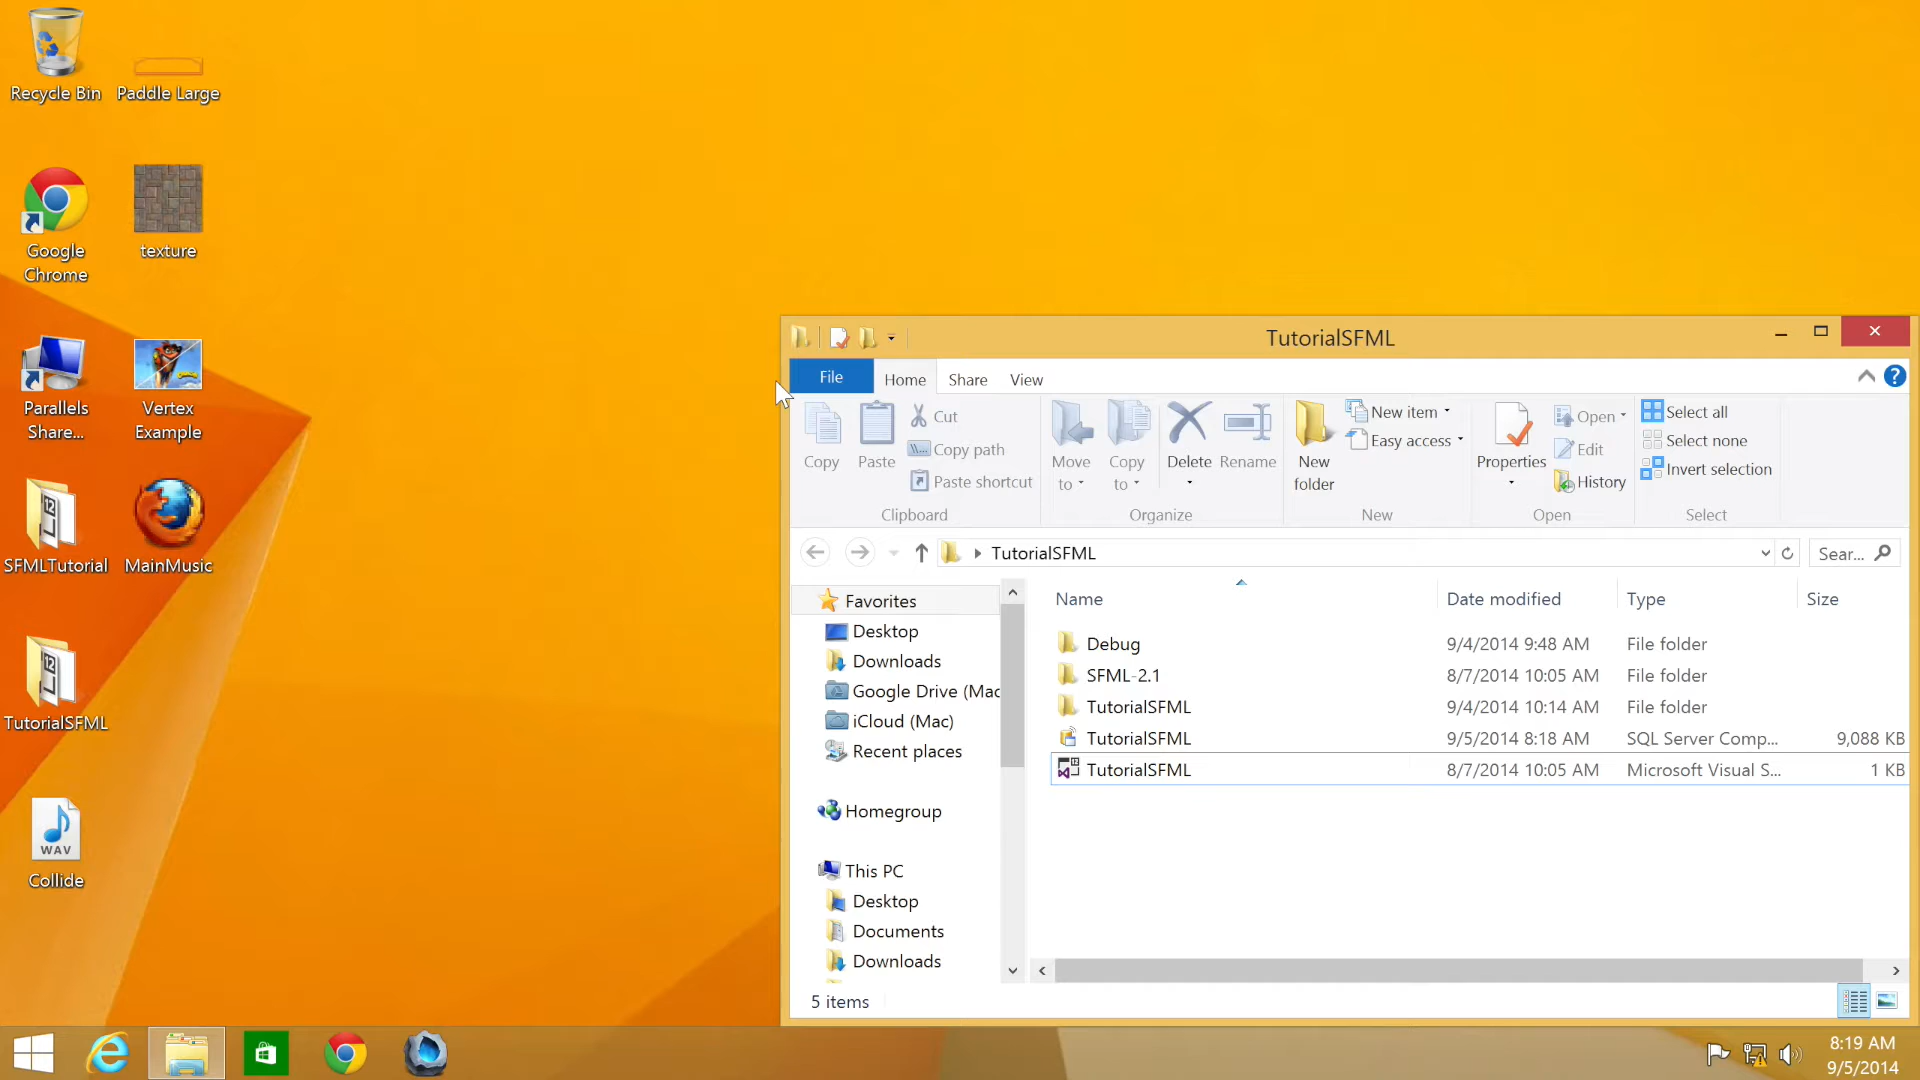 Recycle Bin
Paddle Large
Google
Chrome
texture
Parallels
Share...
Vertex
Example
SFMLTutorial
12
MainMusic
TutorialSFML
12
WAV
Collide
TutorialSFML
File
Home
Share
View
Copy
Paste
Cut
Copy path
Paste shortcut
Clipboard
Move
to
Copy
to
Delete
Rename
Organize
New
folder
New item
Easy access
New
Properties
Open
Edit
History
Open
Select all
Select none
Invert selection
Select
TutorialSFML
Sear...
Favorites
Desktop
Downloads
Google Drive (Mac
iCloud (Mac)
Recent places
Homegroup
This PC
Desktop
Documents
Downloads
Name Date modified Type Size
Debug 9/4/2014 9:48 AM File folder
SFML-2.1 8/7/2014 10:05 AM File folder
TutorialSFML 9/4/2014 10:14 AM File folder
TutorialSFML 9/5/2014 8:18 AM SQL Server Comp... 9,088 KB
TutorialSFML 8/7/2014 10:05 AM Microsoft Visual S... 1 KB
5 items
8:19 AM
9/5/2014